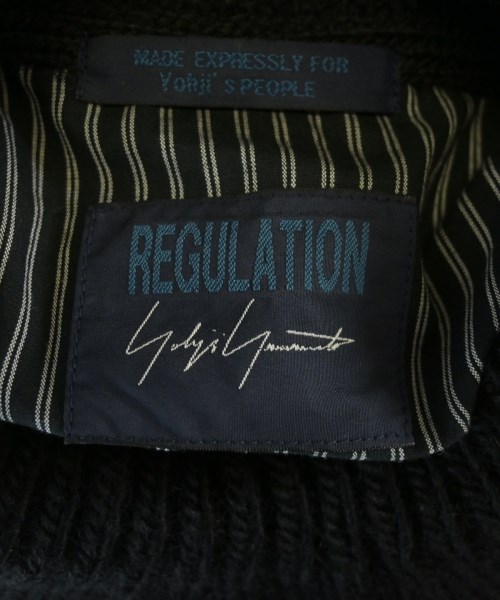 MADE EXPRESSLY FOR
Yohji's PEOPLE
REGULATION
Yohji Yamamoto